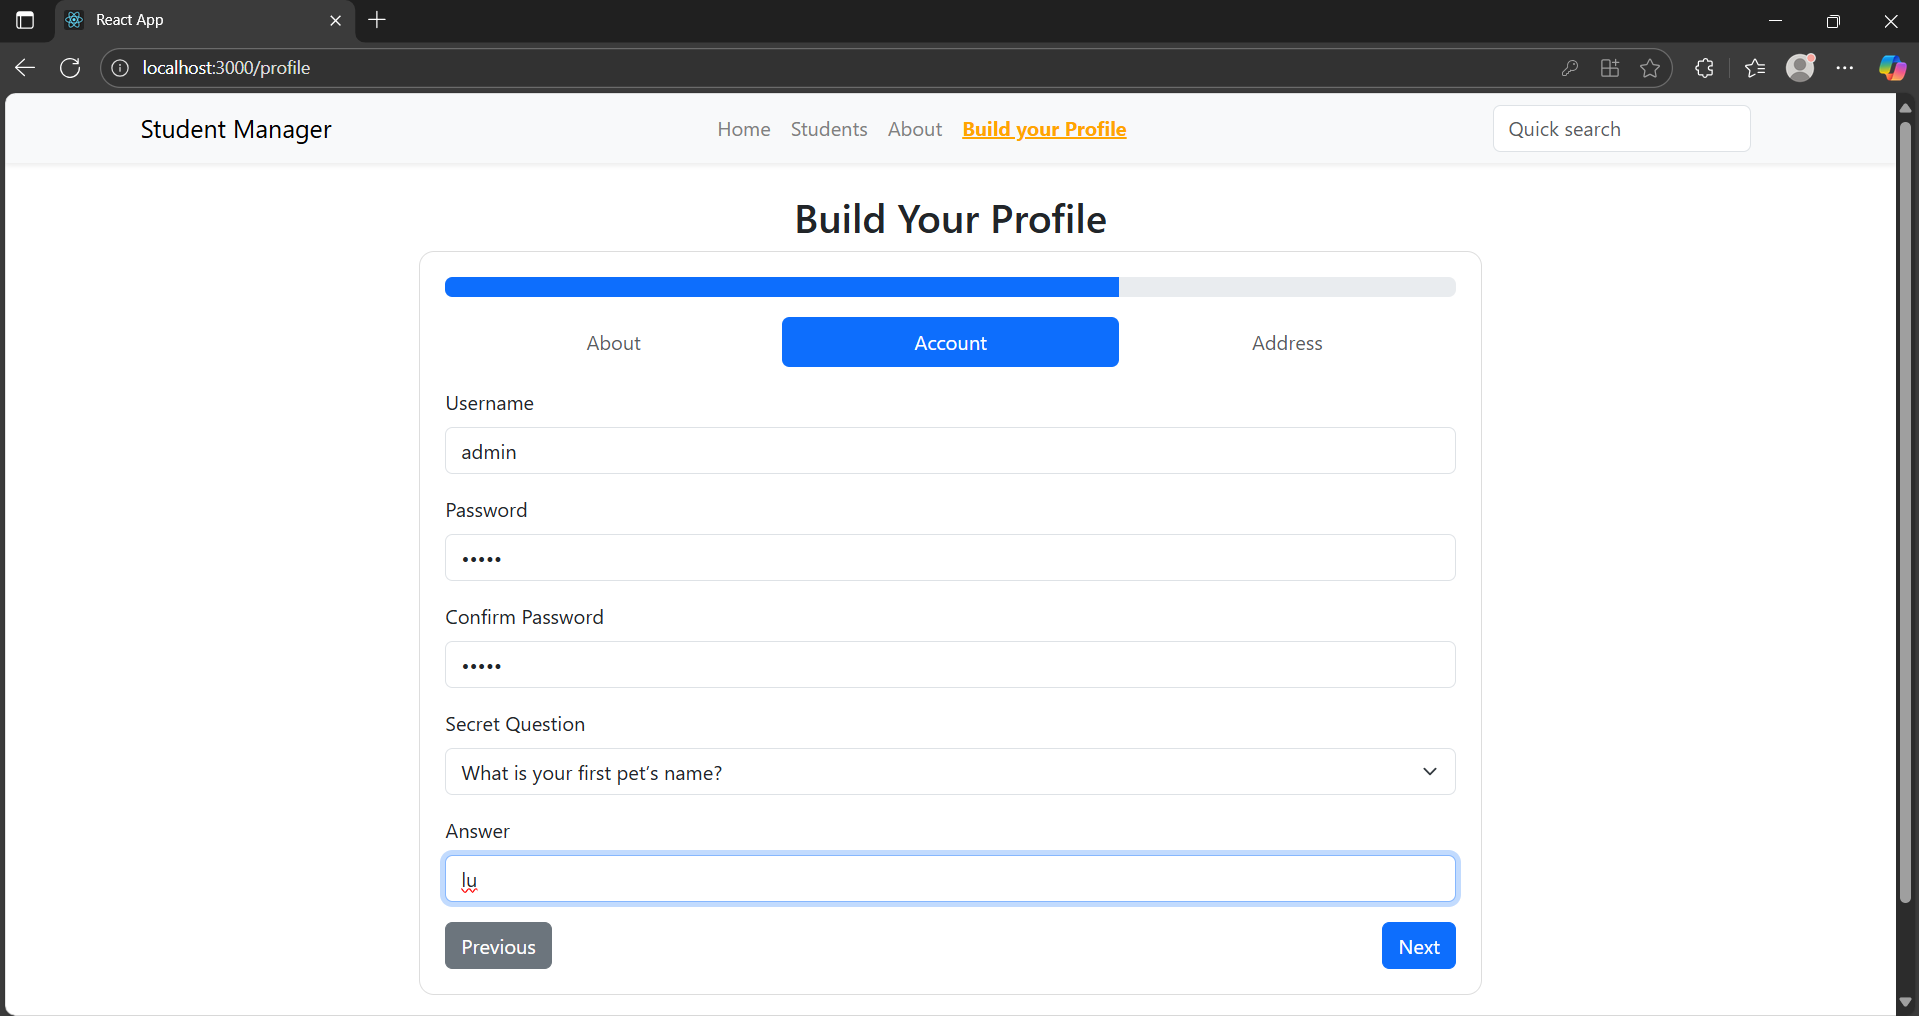 React App
localhost:3000/profile
Student Manager
Home Students About Build your Profile
Quick search
Build Your Profile
About Account Address
Username
admin
Password
•••••
Confirm Password
•••••
Secret Question
What is your first pet's name?
Answer
lu
Previous Next